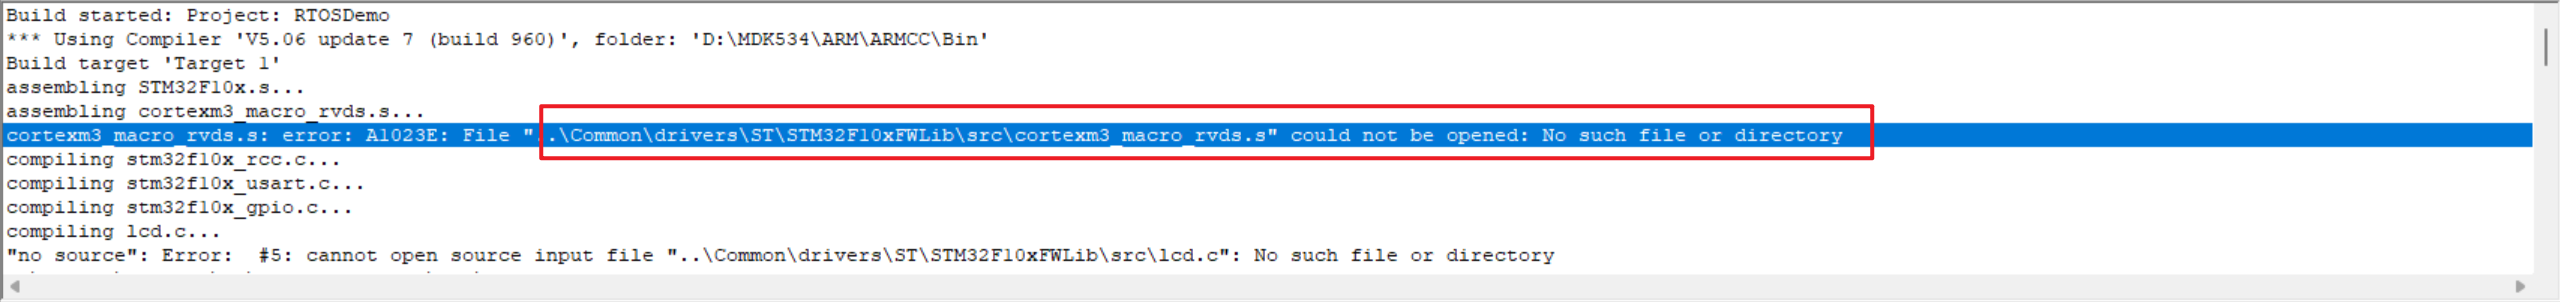 Build started: Project: RTOSDemo
*** Using Compiler 'V5.06 update 7 (build 960)', folder: 'D:\MDK534\ARM\ARMCC\Bin'
Build target 'Target 1'
assembling STM32F10x.s...
assembling cortexm3_macro_rvds.s...
cortexm3_macro_rvds.s: error: A1023E: File "..\Common\drivers\ST\STM32F10xFWLib\src\cortexm3_macro_rvds.s" could not be opened: No such file or directory
compiling stm32f10x_rcc.c...
compiling stm32f10x_usart.c...
compiling stm32f10x_gpio.c...
compiling lcd.c...
"no source": Error:  #5: cannot open source input file "..\Common\drivers\ST\STM32F10xFWLib\src\lcd.c": No such file or directory